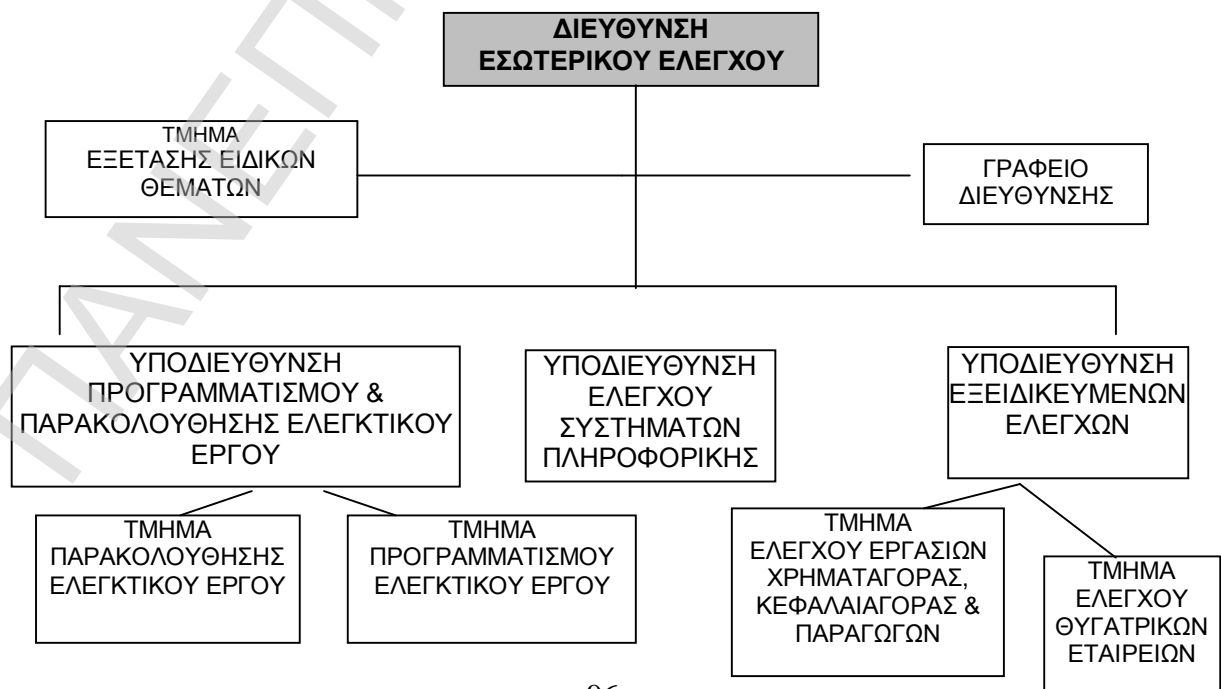 ΔΙΕΥΘΥΝΣΗ
ΕΣΩΤΕΡΙΚΟΥ ΕΛΕΓΧΟΥ
ΤΜΗΜΑ
ΕΞΕΤΑΣΗΣ ΕΙΔΙΚΩΝ
ΘΕΜΑΤΩΝ
ΓΡΑΦΕΙΟ
ΔΙΕΥΘΥΝΣΗΣ
ΥΠΟΔΙΕΥΘΥΝΣΗ
ΠΡΟΓΡΑΜΜΑΤΙΣΜΟΥ &
ΠΑΡΑΚΟΛΟΥΘΗΣΗΣ ΕΛΕΓΚΤΙΚΟΥ
ΕΡΓΟΥ
ΥΠΟΔΙΕΥΘΥΝΣΗ
ΕΛΕΓΧΟΥ
ΣΥΣΤΗΜΑΤΩΝ
ΠΛΗΡΟΦΟΡΙΚΗΣ
ΥΠΟΔΙΕΥΘΥΝΣΗ
ΕΞΕΙΔΙΚΕΥΜΕΝΩΝ
ΕΛΕΓΧΩΝ
ΤΜΗΜΑ
ΠΑΡΑΚΟΛΟΥΘΗΣΗΣ
ΕΛΕΓΚΤΙΚΟΥ ΕΡΓΟΥ
ΤΜΗΜΑ
ΠΡΟΓΡΑΜΜΑΤΙΣΜΟΥ
ΕΛΕΓΚΤΙΚΟΥ ΕΡΓΟΥ
ΤΜΗΜΑ
ΕΛΕΓΧΟΥ ΕΡΓΑΣΙΩΝ
ΧΡΗΜΑΤΑΓΟΡΑΣ,
ΚΕΦΑΛΑΙΑΓΟΡΑΣ &
ΠΑΡΑΓΩΓΩΝ
ΤΜΗΜΑ
ΕΛΕΓΧΟΥ
ΘΥΓΑΤΡΙΚΩΝ
ΕΤΑΙΡΕΙΩΝ